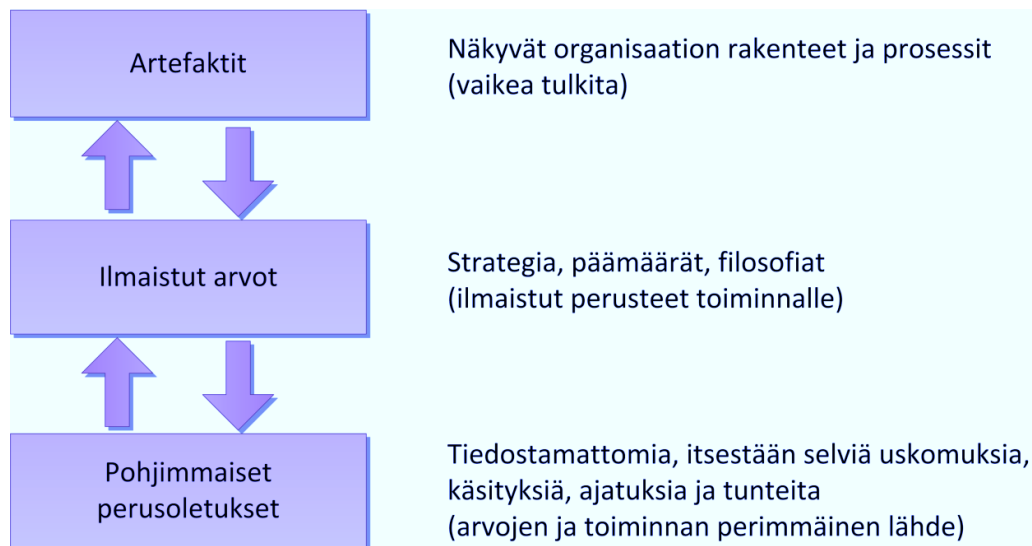 Artefaktit
Näkyvät organisaation rakenteet ja prosessit
(vaikea tulkita)
Ilmaistut arvot
Strategia, päämäärät, filosofiat
(ilmaistut perusteet toiminnalle)
Pohjimmaiset
perusoletukset
Tiedostamattomia, itsestään selviä uskomuksia,
käsityksiä, ajatuksia ja tunteita
(arvojen ja toiminnan perimmäinen lähde)